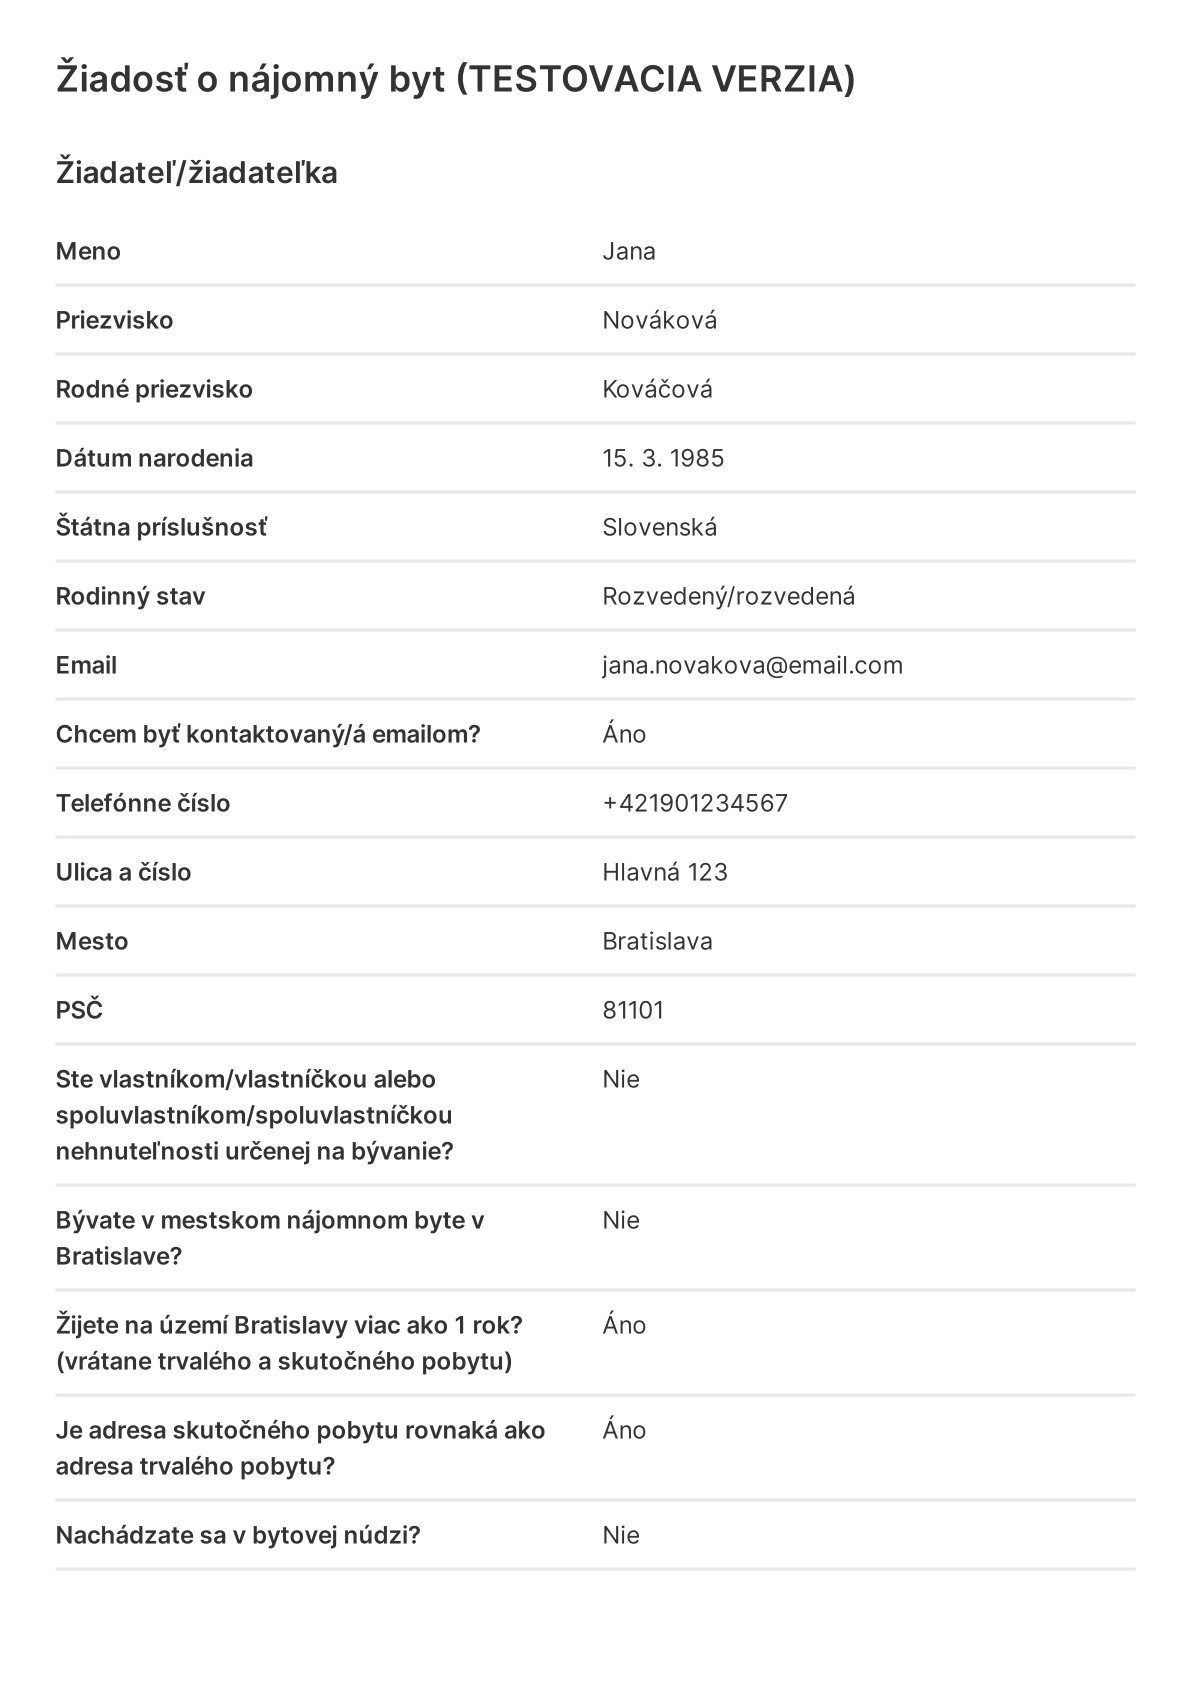 Žiadosť o nájomný byt (TESTOVACIA VERZIA)
Žiadateľ/žiadateľka
Meno Jana
Priezvisko Nováková
Rodné priezvisko Kováčová
Dátum narodenia 15. 3. 1985
Štátna príslušnosť Slovenská
Rodinný stav Rozvedený/rozvedená
Email jana.novakova@email.com
Chcem byť kontaktovaný/á emailom? Áno
Telefónne číslo +421901234567
Ulica a číslo Hlavná 123
Mesto Bratislava
PSČ 81101
Ste vlastníkom/vlastníčkou alebo Nie
spoluvlastníkom/spoluvlastníčkou
nehnuteľnosti určenej na bývanie?
Bývate v mestskom nájomnom byte v Nie
Bratislave?
Žijete na území Bratislavy viac ako 1 rok? Áno
(vrátane trvalého a skutočného pobytu)
Je adresa skutočného pobytu rovnaká ako Áno
adresa trvalého pobytu?
Nachádzate sa v bytovej núdzi? Nie